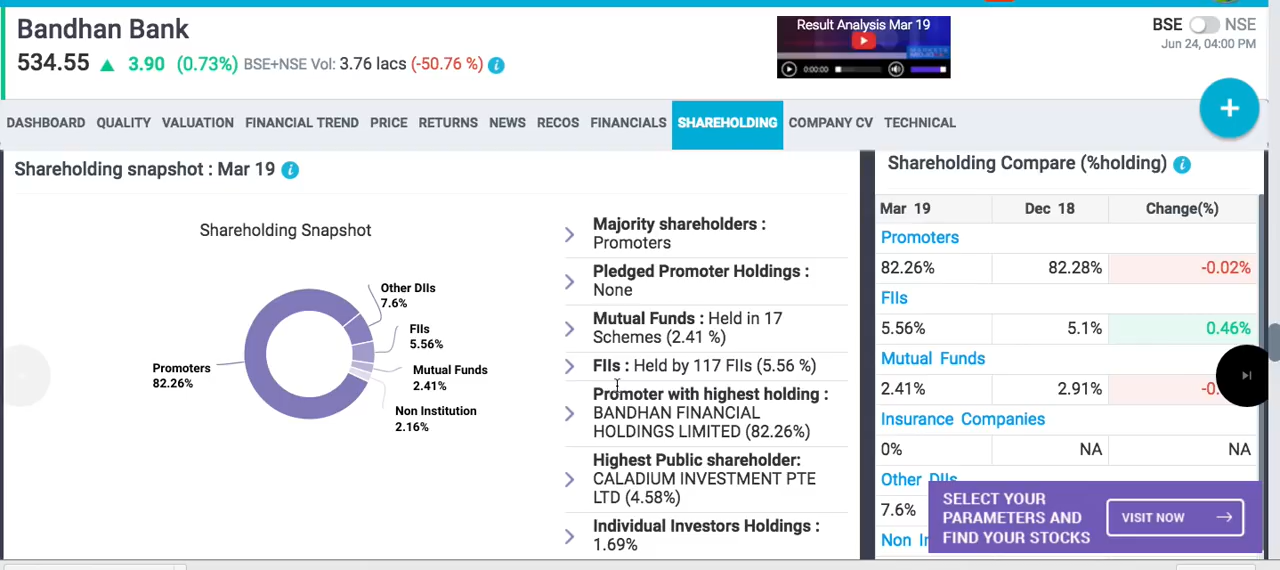 Bandhan Bank
534.55 ▲ 3.90 (0.73%) BSE+NSE Vol: 3.76 lacs (-50.76 %) i
Result Analysis Mar 19
0:00:00
BSE NSE
Jun 24, 04:00 PM
+
DASHBOARD QUALITY VALUATION FINANCIAL TREND PRICE RETURNS NEWS RECOS FINANCIALS SHAREHOLDING COMPANY CV TECHNICAL
Shareholding snapshot : Mar 19 i
Shareholding Snapshot
Other DIIs
7.6%
FIIs
5.56%
Promoters
82.26%
Mutual Funds
2.41%
Non Institution
2.16%
Majority shareholders :
Promoters
Pledged Promoter Holdings :
None
Mutual Funds : Held in 17
Schemes (2.41 %)
FIIs : Held by 117 FIIs (5.56 %)
Promoter with highest holding :
BANDHAN FINANCIAL
HOLDINGS LIMITED (82.26%)
Highest Public shareholder:
CALADIUM INVESTMENT PTE
LTD (4.58%)
Individual Investors Holdings :
1.69%
Shareholding Compare (%holding) i
Mar 19 Dec 18 Change(%)
Promoters
82.26% 82.28% -0.02%
FIIs
5.56% 5.1% 0.46%
Mutual Funds
2.41% 2.91%
Insurance Companies
0% NA NA
Other DIIs
7.6%
Non
SELECT YOUR
PARAMETERS AND
FIND YOUR STOCKS
VISIT NOW →